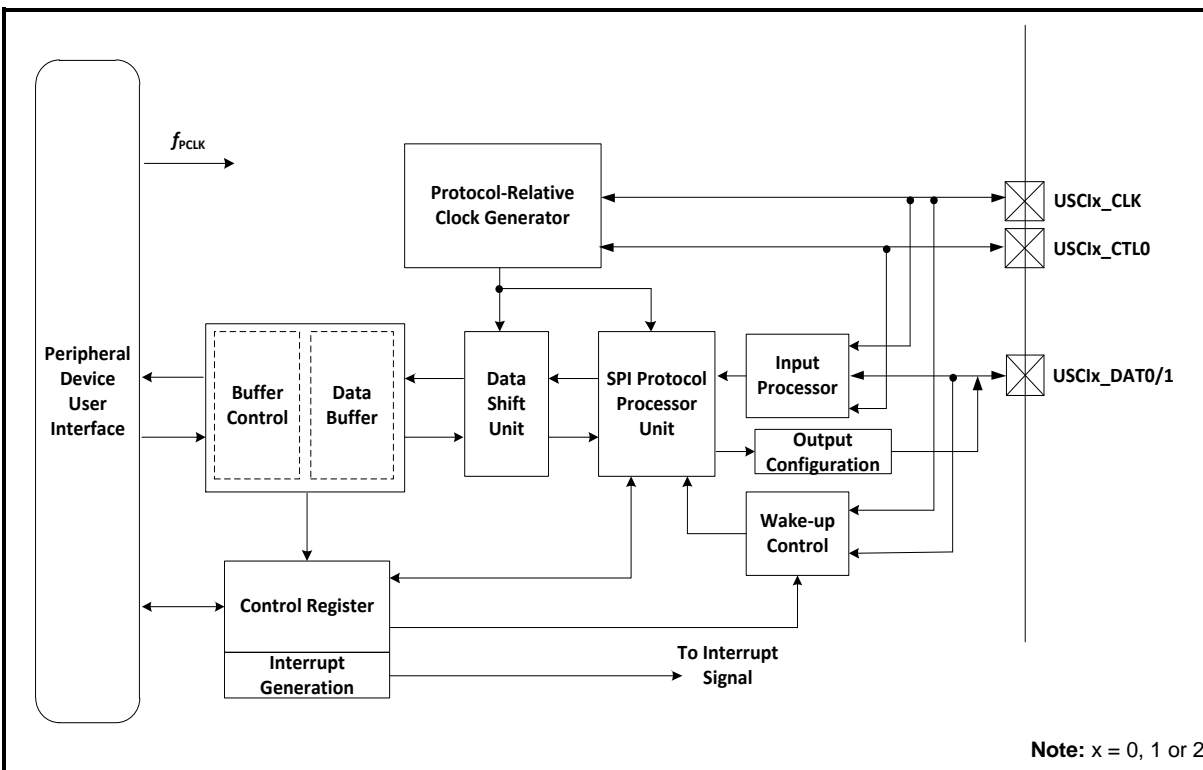 fPCLK
Protocol-Relative
Clock Generator
USCIx_CLK
USCIx_CTL0
Peripheral
Device
User
Interface
Buffer
Control
Data
Buffer
Data
Shift
Unit
SPI Protocol
Processor
Unit
Input
Processor
USCIx_DAT0/1
Output
Configuration
Wake-up
Control
Control Register
Interrupt
Generation
To Interrupt
Signal
Note: x = 0, 1 or 2